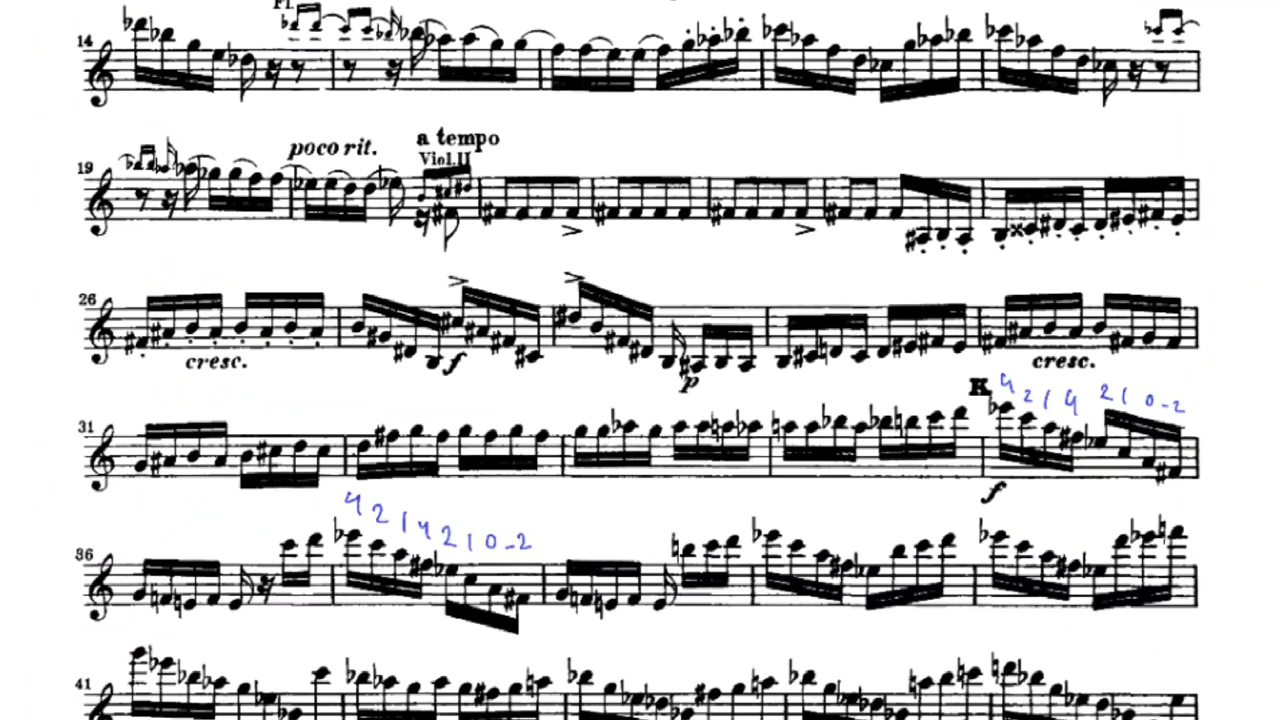 Fl.
14
poco rit.
a tempo
Viol. II
19
26
cresc.
f
p
cresc.
K
4 2 1 4 2 1 0-2
31
f
4 2 1 4 2 1 0-2
36
41